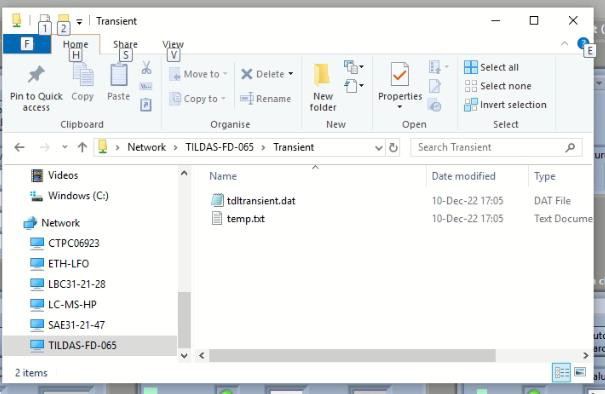 1 2 Transient
F Home Share View E
H S V
Pin to Quick access
Copy
Paste
Clipboard
Move to
Copy to
Delete
Rename
Organise
New folder
New
Properties
Open
Select all
Select none
Invert selection
Select
Network TILDAS-FD-065 Transient
Search Transient
Videos
Windows (C:)
Network
CTPC06923
ETH-LFO
LBC31-21-28
LC-MS-HP
SAE31-21-47
TILDAS-FD-065
Name Date modified Type
tdltransient.dat 10-Dec-22 17:05 DAT File
temp.txt 10-Dec-22 17:05 Text Docume
2 items